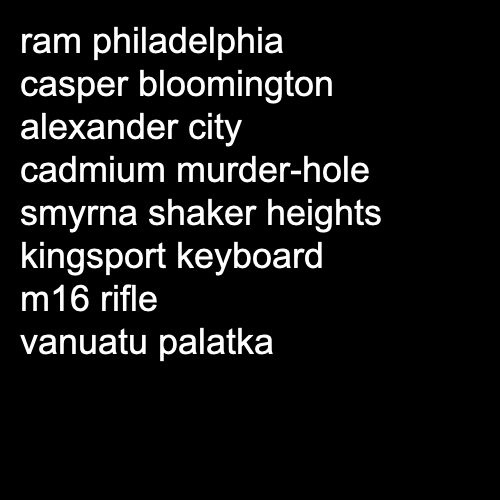 ram philadelphia
casper bloomington
alexander city
cadmium murder-hole
smyrna shaker heights
kingsport keyboard
m16 rifle
vanuatu palatka